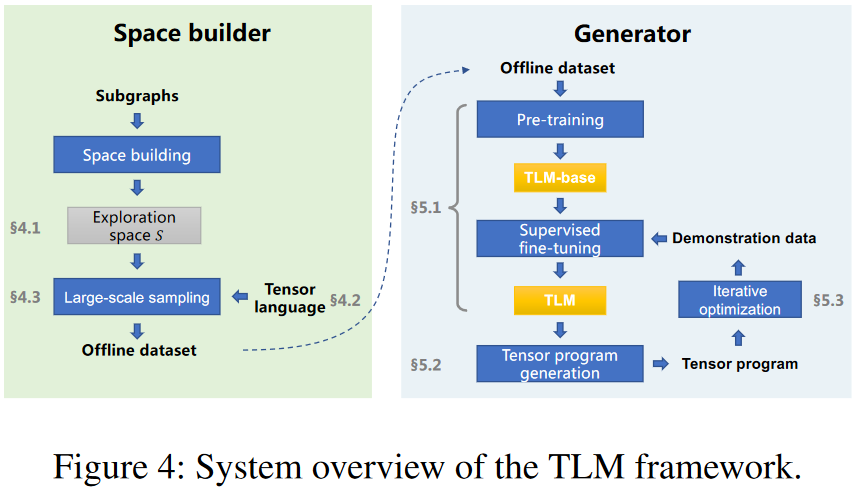 Space builder
Subgraphs
Space building
§4.1
Exploration
space S
§4.3
Large-scale sampling
Tensor
language
§4.2
Offline dataset
Generator
Offline dataset
Pre-training
TLM-base
§5.1
Supervised
fine-tuning
Demonstration data
TLM
Iterative
optimization
§5.3
§5.2
Tensor program
generation
Tensor program
Figure 4: System overview of the TLM framework.